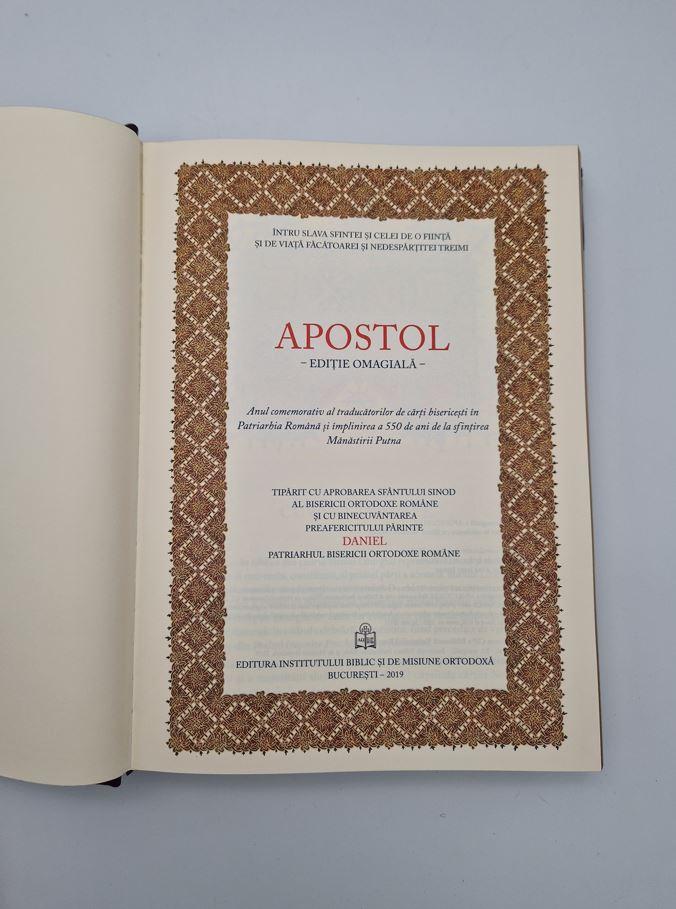 ÎNTRU SLAVA SFINTEI ȘI CELEI DE O FIINȚĂ
ȘI DE VIAȚĂ FĂCĂTOAREI ȘI NEDESPĂRȚITEI TREIMI
APOSTOL
– EDIȚIE OMAGIALĂ –
Anul comemorativ al traducătorilor de cărți bisericești în
Patriarhia Română și împlinirea a 550 de ani de la sfințirea
Mănăstirii Putna
TIPĂRIT CU APROBAREA SFÂNTULUI SINOD
AL BISERICII ORTODOXE ROMÂNE
ȘI CU BINECUVÂNTAREA
PREAFERICITULUI PĂRINTE
DANIEL
PATRIARHUL BISERICII ORTODOXE ROMÂNE
EDITURA INSTITUTULUI BIBLIC ȘI DE MISIUNE ORTODOXĂ
BUCUREȘTI – 2019